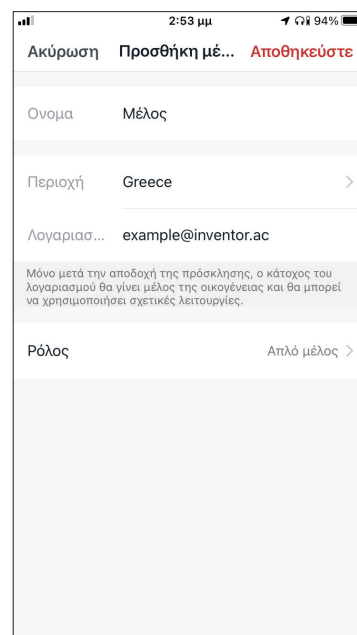 2:53 μμ 94%
Ακύρωση Προσθήκη μέ... Αποθηκεύστε
Ονομα Μέλος
Περιοχή Greece
Λογαριασ... example@inventor.ac
Μόνο μετά την αποδοχή της πρόσκλησης, ο κάτοχος του
λογαριασμού θα γίνει μέλος της οικογένειας και θα μπορεί
να χρησιμοποιήσει σχετικές λειτουργίες.
Ρόλος Απλό μέλος